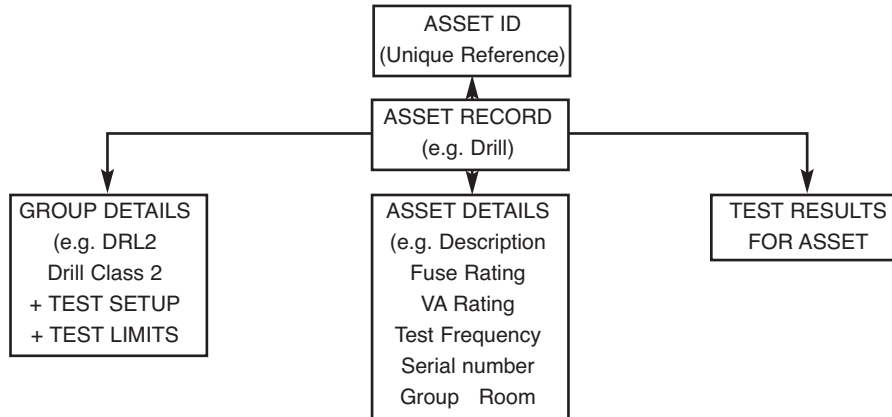 ASSET ID
(Unique Reference)
ASSET RECORD
(e.g. Drill)
GROUP DETAILS
(e.g. DRL2
Drill Class 2
+ TEST SETUP
+ TEST LIMITS
ASSET DETAILS
(e.g. Description
Fuse Rating
VA Rating
Test Frequency
Serial number
Group Room
TEST RESULTS
FOR ASSET